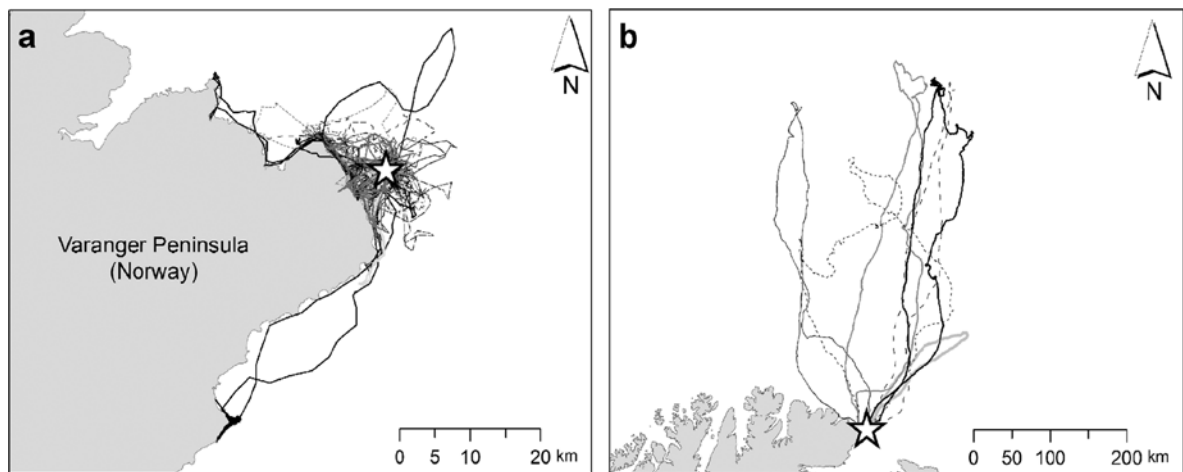 a
N
Varanger Peninsula
(Norway)
0 5 10 20 km
b
N
0 50 100 200 km